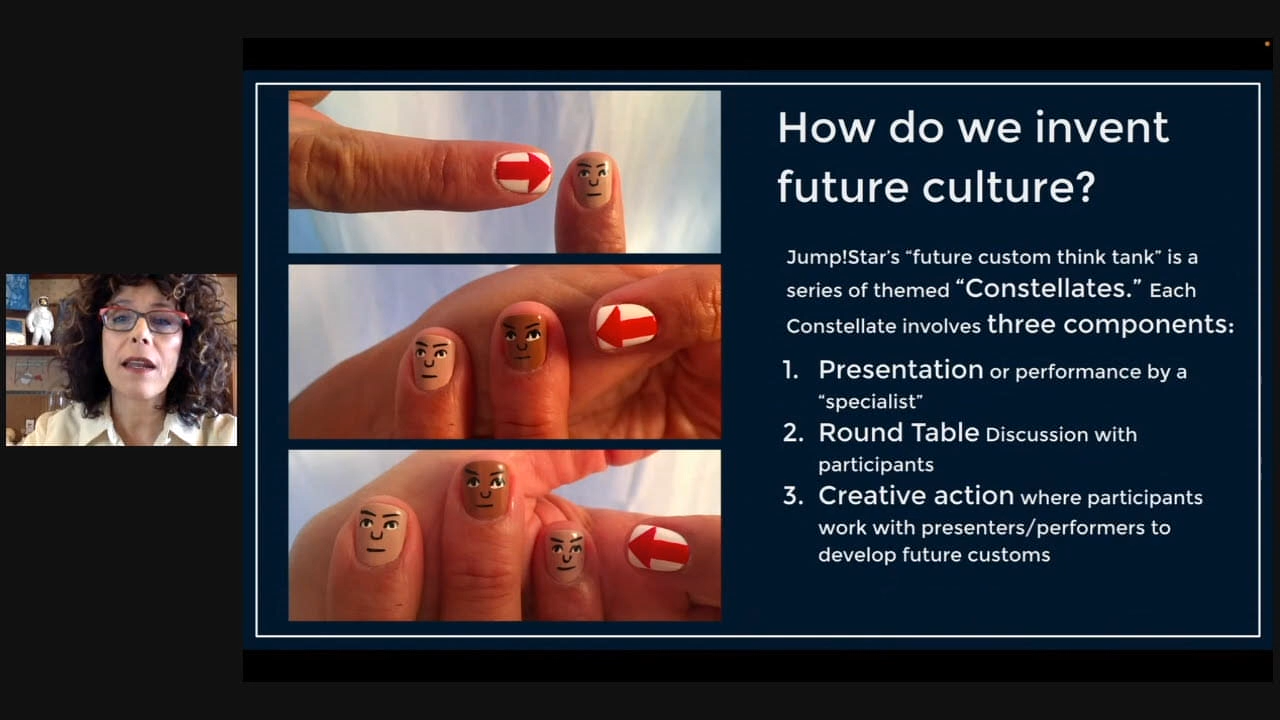 How do we invent
future culture?
Jump!Star’s “future custom think tank” is a
series of themed “Constellates.” Each
Constellate involves three components:
1. Presentation or performance by a
“specialist”
2. Round Table Discussion with
participants
3. Creative action where participants
work with presenters/performers to
develop future customs